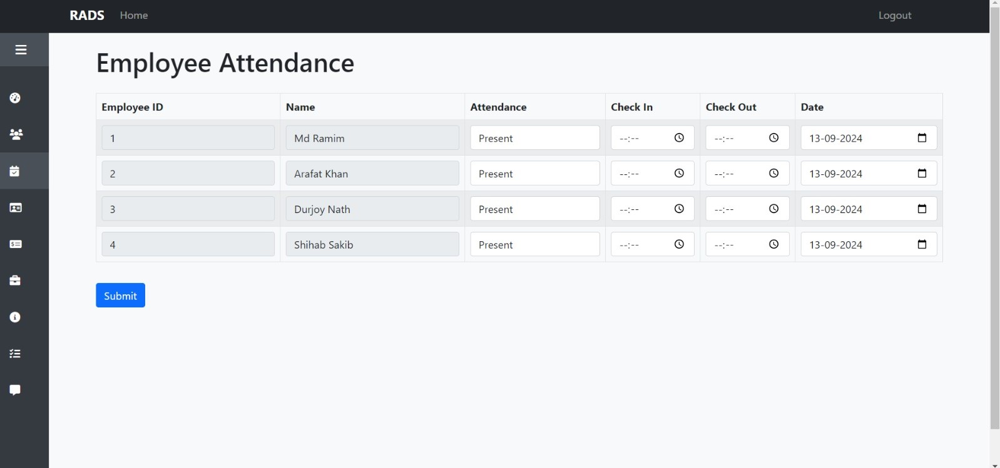 RADS Home Logout
Employee Attendance
Employee ID Name Attendance Check In Check Out Date
1 Md Ramim Present --:-- --:-- 13-09-2024
2 Arafat Khan Present --:-- --:-- 13-09-2024
3 Durjoy Nath Present --:-- --:-- 13-09-2024
4 Shihab Sakib Present --:-- --:-- 13-09-2024
Submit